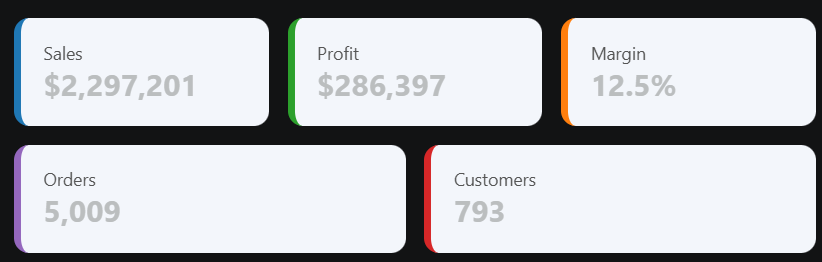 Sales
$2,297,201
Profit
$286,397
Margin
12.5%
Orders
5,009
Customers
793